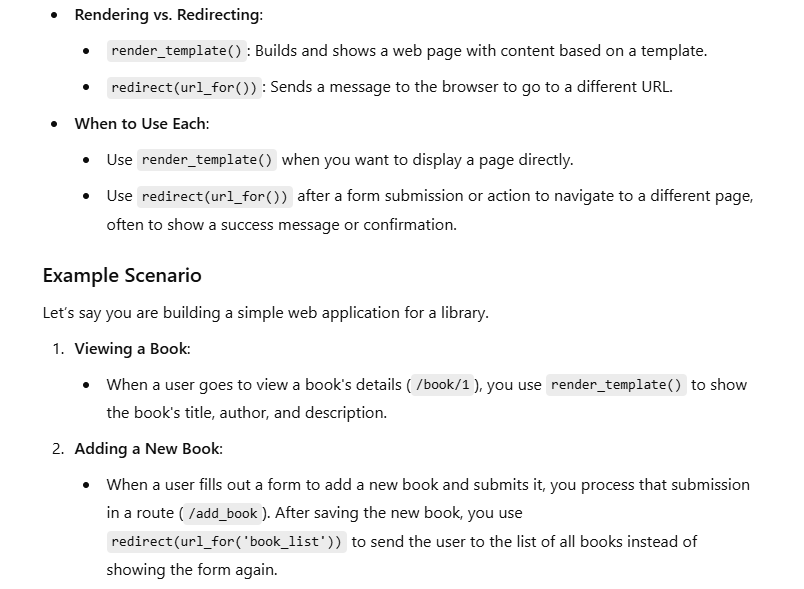 Rendering vs. Redirecting:
render_template(): Builds and shows a web page with content based on a template.
redirect(url_for()): Sends a message to the browser to go to a different URL.
When to Use Each:
Use render_template() when you want to display a page directly.
Use redirect(url_for()) after a form submission or action to navigate to a different page,
often to show a success message or confirmation.
Example Scenario
Let's say you are building a simple web application for a library.
1. Viewing a Book:
When a user goes to view a book's details ( /book/1 ), you use render_template() to show
the book's title, author, and description.
2. Adding a New Book:
When a user fills out a form to add a new book and submits it, you process that submission
in a route ( /add_book ). After saving the new book, you use
redirect(url_for('book_list')) to send the user to the list of all books instead of
showing the form again.